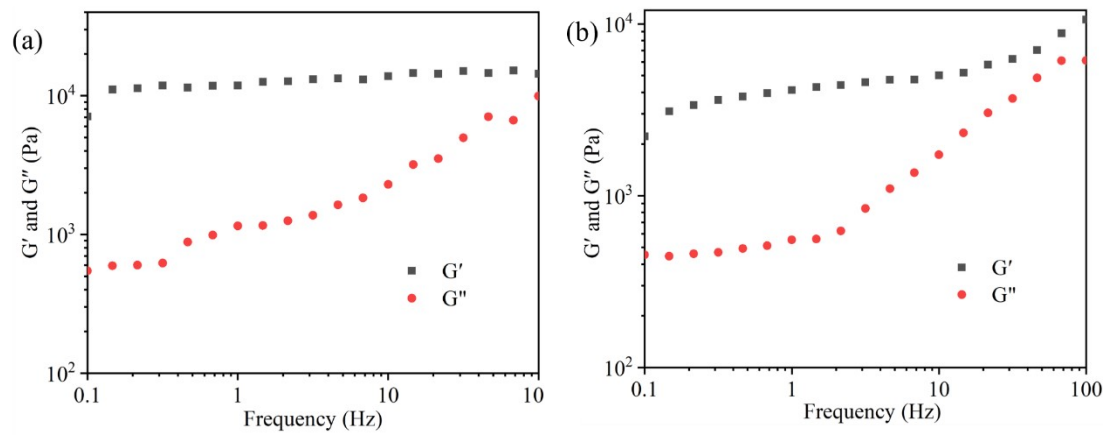 (a)
G′ and G″ (Pa)
10⁴
10³
10²
G′
G"
0.1 1 10 10
Frequency (Hz)
(b)
G′ and G″ (Pa)
10⁴
10³
10²
G′
G"
0.1 1 10 100
Frequency (Hz)